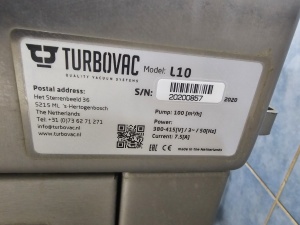 TURBOVAC
QUALITY VACUUM SYSTEMS
Model: L10
S/N: 20200857 2020
Postal address:
Het Sterrenbeeld 36
5215 ML 's-Hertogenbosch
The Netherlands
Tel. +31 (0)73 62 71 271
info@turbovac.nl
www.turbovac.nl
Pump: 100 [m³/h]
Power:
380-415[V] / 3~ / 50[Hz]
Current: 7.5[A]
Made in the Netherlands